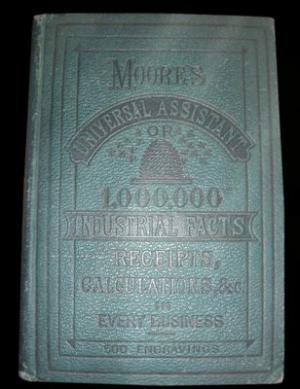 MOORE'S
UNIVERSAL ASSISTANT
OR
1,000,000
INDUSTRIAL FACTS
RECEIPTS,
CALCULATIONS, &c
IN
EVERY BUSINESS
500 ENGRAVINGS